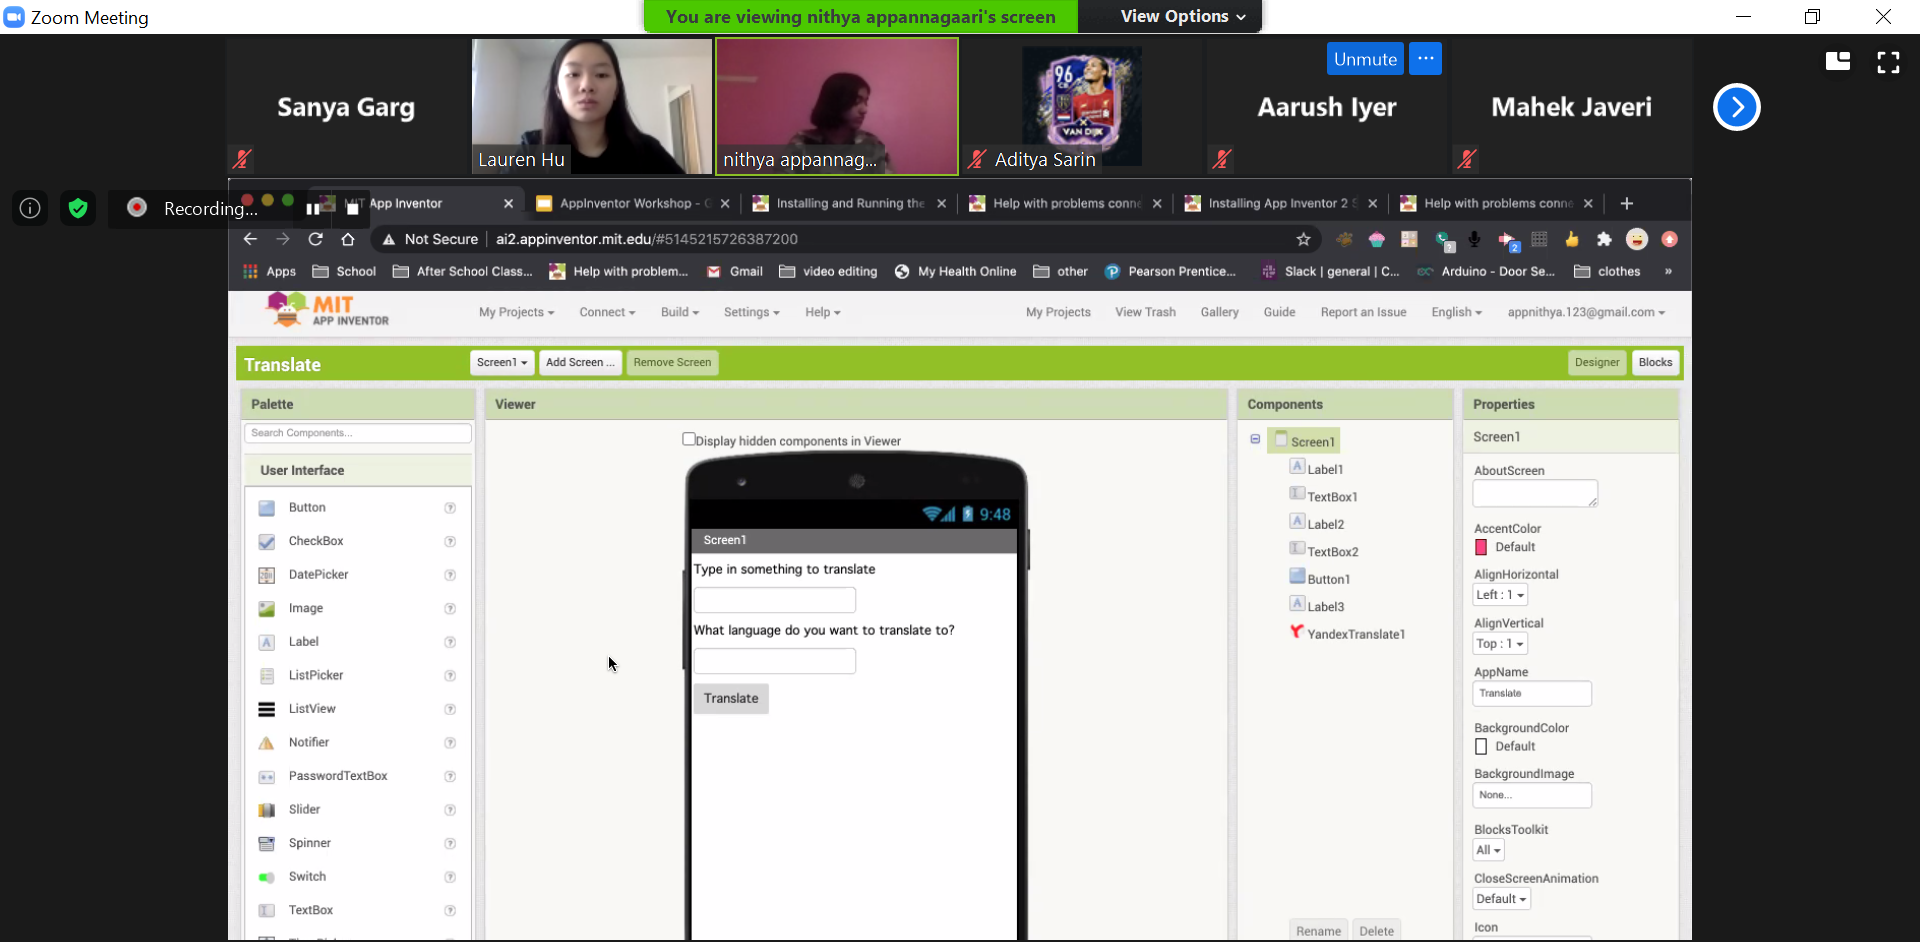 Zoom Meeting
You are viewing nithya appannagaari's screen
View Options
Sanya Garg
Lauren Hu
nithya appannag...
96
VAN DIJK
Aditya Sarin
Unmute
...
Aarush Iyer
Mahek Javeri
Recording...
App Inventor
AppInventor Workshop -
Installing and Running the
Help with problems conne
Installing App Inventor 2
Help with problems conne
Not Secure
ai2.appinventor.mit.edu/#5145215726387200
2
Apps
School
After School Class...
Help with problem...
Gmail
video editing
My Health Online
other
Pearson Prentice...
Slack | general | C...
Arduino - Door Se...
clothes
»
MIT
APP INVENTOR
My Projects
Connect
Build
Settings
Help
My Projects
View Trash
Gallery
Guide
Report an Issue
English
appnithya.123@gmail.com
Translate
Screen1
Add Screen ...
Remove Screen
Designer
Blocks
Palette
Search Components...
User Interface
Button
CheckBox
DatePicker
Image
Label
ListPicker
ListView
Notifier
PasswordTextBox
Slider
Spinner
Switch
TextBox
Viewer
Display hidden components in Viewer
9:48
Screen1
Type in something to translate
What language do you want to translate to?
Translate
Components
Screen1
Label1
TextBox1
Label2
TextBox2
Button1
Label3
YandexTranslate1
Rename
Delete
Properties
Screen1
AboutScreen
AccentColor
Default
AlignHorizontal
Left : 1
AlignVertical
Top : 1
AppName
Translate
BackgroundColor
Default
BackgroundImage
None...
BlocksToolkit
All
CloseScreenAnimation
Default
Icon